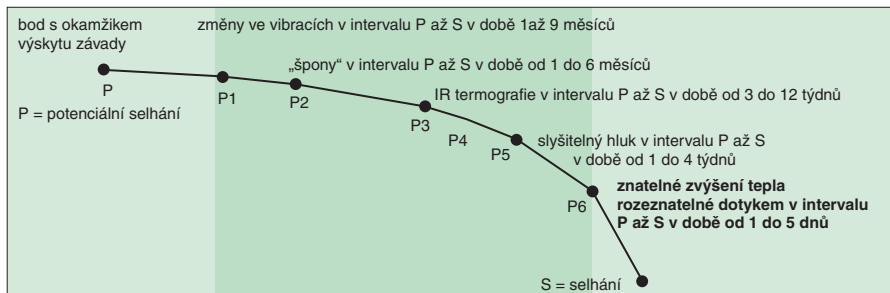 bod s okamžikem
výskytu závady
změny ve vibracích v intervalu P až S v době 1až 9 měsíců
„špony“ v intervalu P až S v době od 1 do 6 měsíců
P
P1
P2
IR termografie v intervalu P až S v době od 3 do 12 týdnů
P = potenciální selhání
P3
P4
P5
slyšitelný hluk v intervalu P až S
v době od 1 do 4 týdnů
P6
znatelné zvýšení tepla
rozeznatelné dotykem v intervalu
P až S v době od 1 do 5 dnů
S = selhání